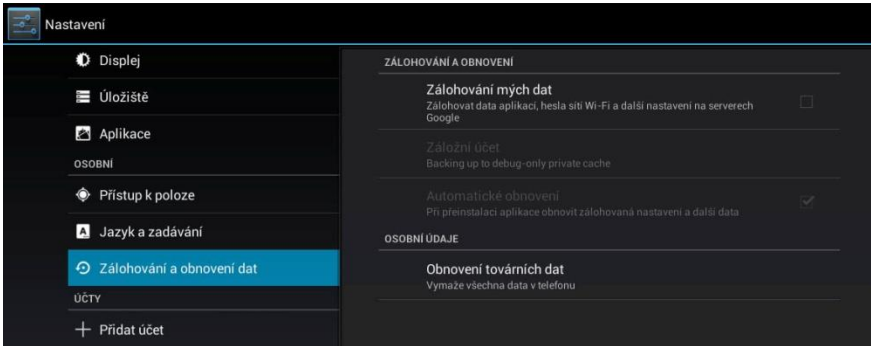 Nastavení
Displej
Úložiště
Aplikace
OSOBNÍ
Přístup k poloze
Jazyk a zadávání
Zálohování a obnovení dat
ÚČTY
Přidat účet
ZÁLOHOVÁNÍ A OBNOVENÍ
Zálohování mých dat
Zálohovat data aplikací, hesla sítí Wi-Fi a další nastavení na serverech
Google
Záložní účet
Backing up to debug-only private cache
Automatické obnovení
Při přeinstalaci aplikace obnovit zálohovaná nastavení a další data
OSOBNÍ ÚDAJE
Obnovení továrních dat
Vymaže všechna data v telefonu